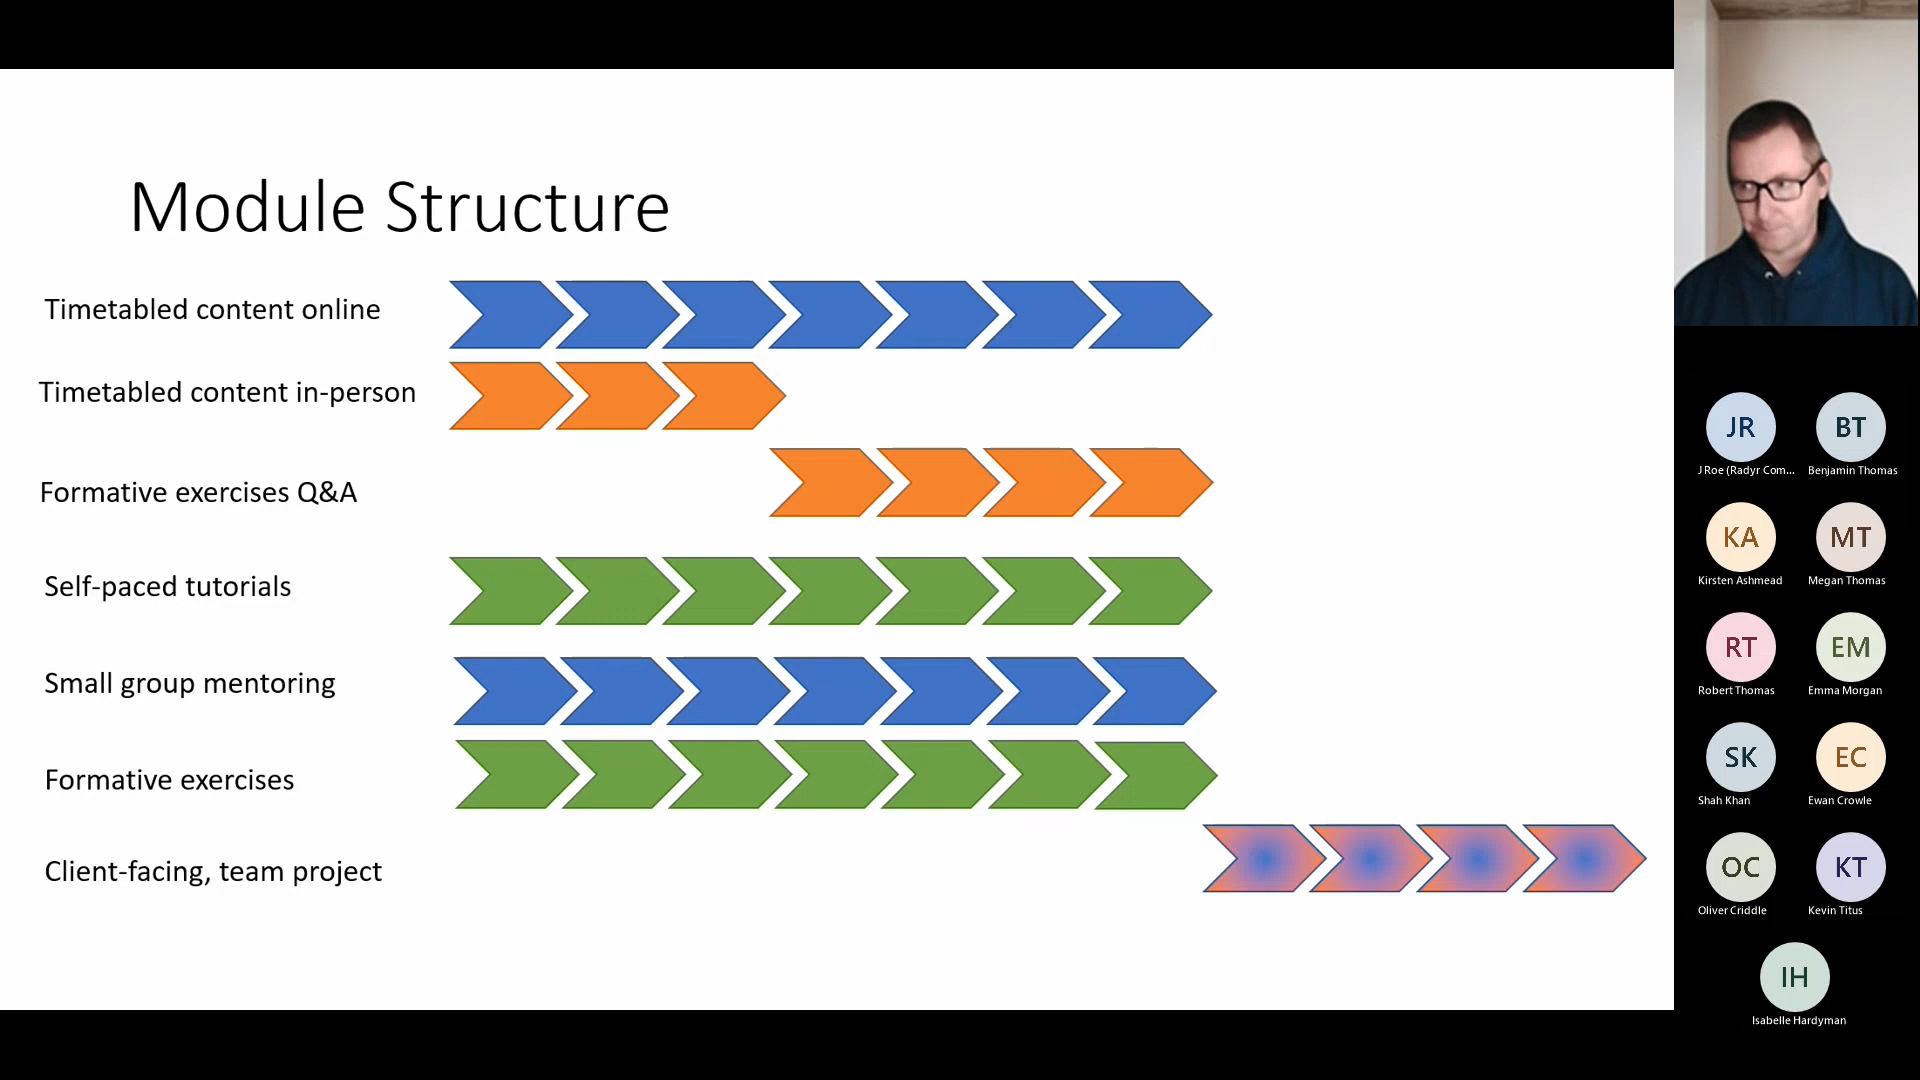 Module Structure
Timetabled content online
Timetabled content in-person
Formative exercises Q&A
Self-paced tutorials
Small group mentoring
Formative exercises
Client-facing, team project
JR
BT
J Roe (Radyr Com...
Benjamin Thomas
KA
MT
Kirsten Ashmead
Megan Thomas
RT
EM
Robert Thomas
Emma Morgan
SK
EC
Shah Khan
Ewan Crowle
OC
KT
Oliver Criddle
Kevin Titus
IH
Isabelle Hardyman